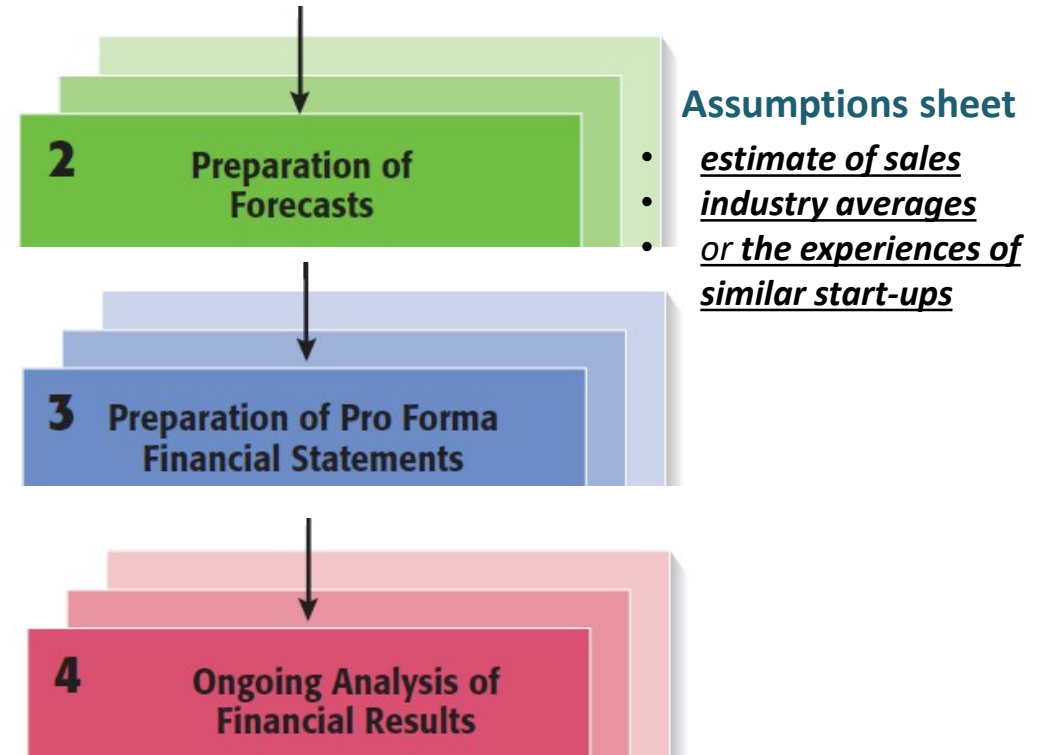 2 Preparation of
Forecasts
Assumptions sheet
• estimate of sales
• industry averages
• or the experiences of
similar start-ups
3 Preparation of Pro Forma
Financial Statements
4 Ongoing Analysis of
Financial Results